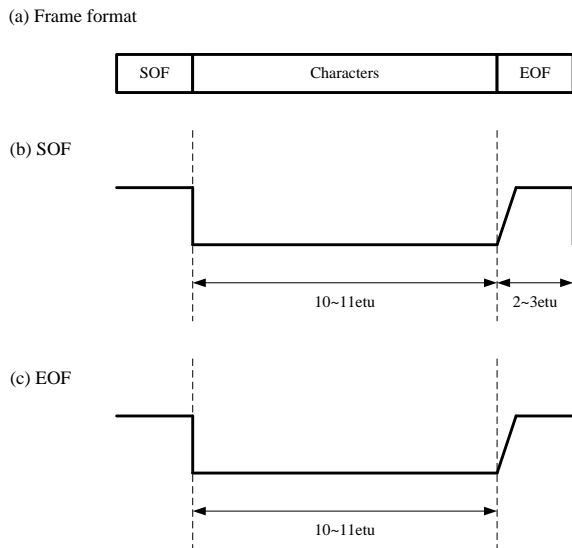 (a) Frame format
SOF Characters EOF
(b) SOF
10~11etu 2~3etu
(c) EOF
10~11etu